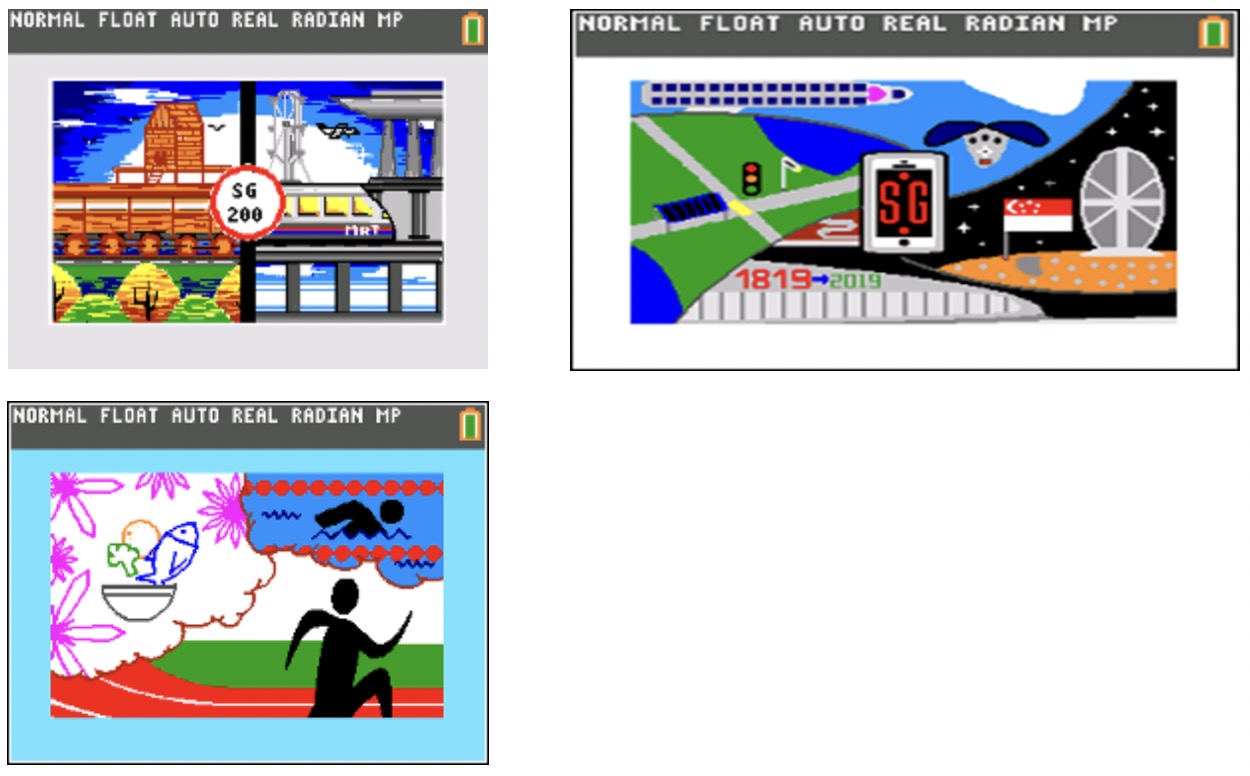 NORMAL FLOAT AUTO REAL RADIAN MP
SG
200
MRT
NORMAL FLOAT AUTO REAL RADIAN MP
SG
1819→2019
NORMAL FLOAT AUTO REAL RADIAN MP